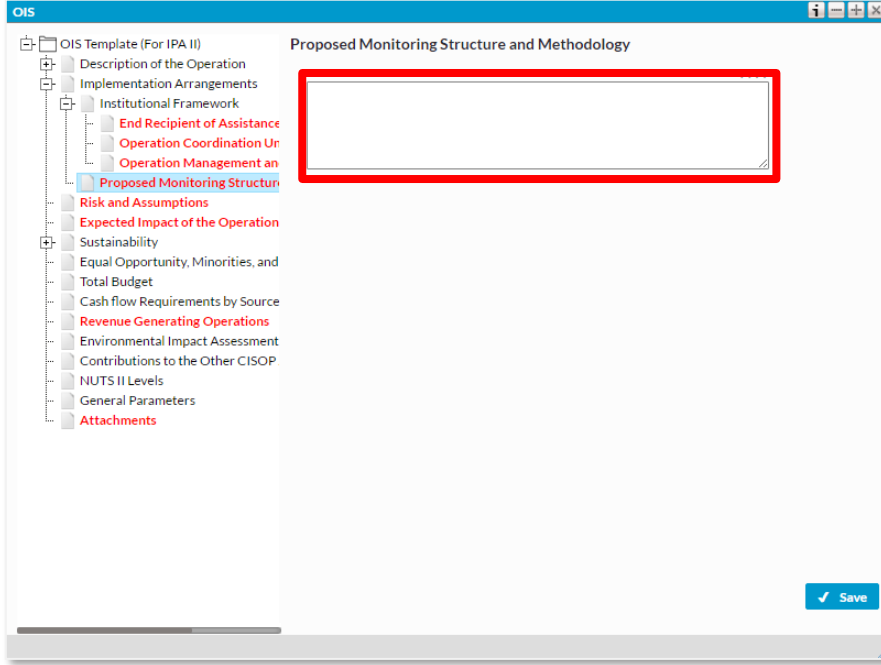 OIS
OIS Template (For IPA II)
Proposed Monitoring Structure and Methodology
Description of the Operation
Implementation Arrangements
Institutional Framework
End Recipient of Assistance
Operation Coordination Un
Operation Management an
Proposed Monitoring Structur
Risk and Assumptions
Expected Impact of the Operation
Sustainability
Equal Opportunity, Minorities, and
Total Budget
Cash flow Requirements by Source
Revenue Generating Operations
Environmental Impact Assessment
Contributions to the Other CISOP
NUTS II Levels
General Parameters
Attachments
Save